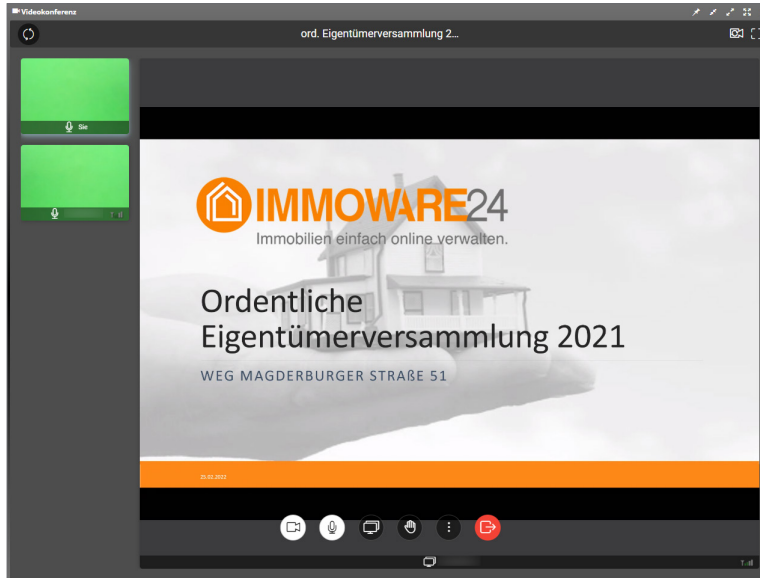 Videokonferenz
ord. Eigentümerversammlung 2...
Sie
IMMOWARE24
Immobilien einfach online verwalten.
Ordentliche
Eigentümerversammlung 2021
WEG MAGDERBURGER STRAßE 51
25.02.2022